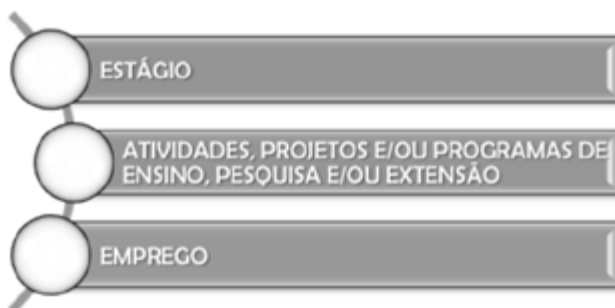 ESTÁGIO
ATIVIDADES, PROJETOS E/OU PROGRAMAS DE
ENSINO, PESQUISA E/OU EXTENSÃO
EMPREGO